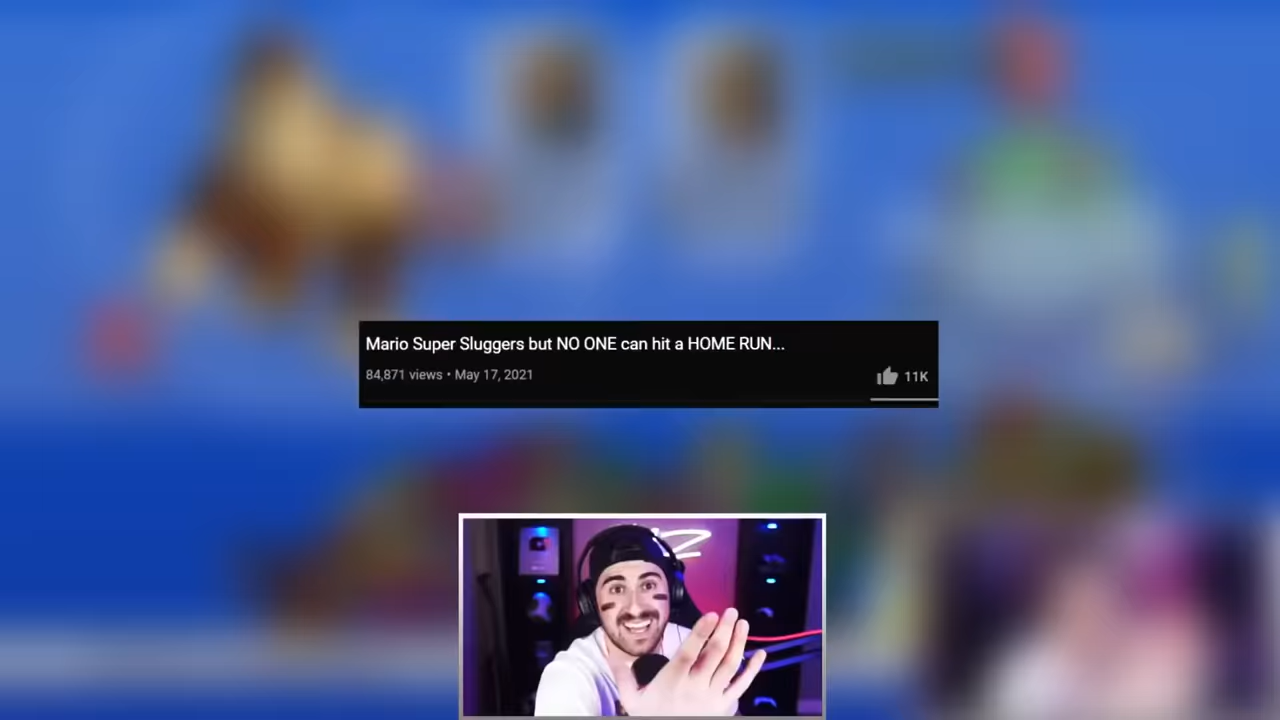 Mario Super Sluggers but NO ONE can hit a HOME RUN...
84,871 views • May 17, 2021
11K